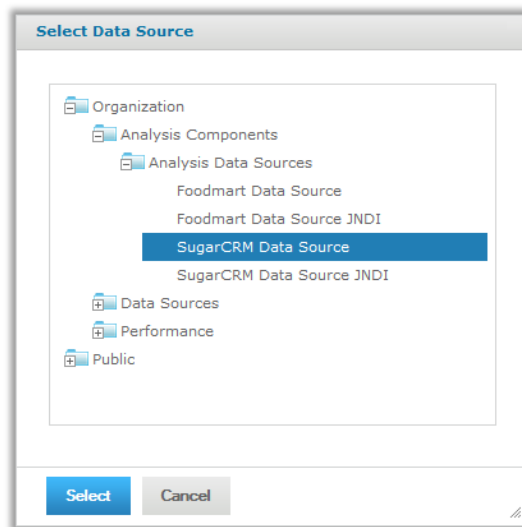 Select Data Source
Organization
Analysis Components
Analysis Data Sources
Foodmart Data Source
Foodmart Data Source JNDI
SugarCRM Data Source
SugarCRM Data Source JNDI
Data Sources
Performance
Public
Select Cancel